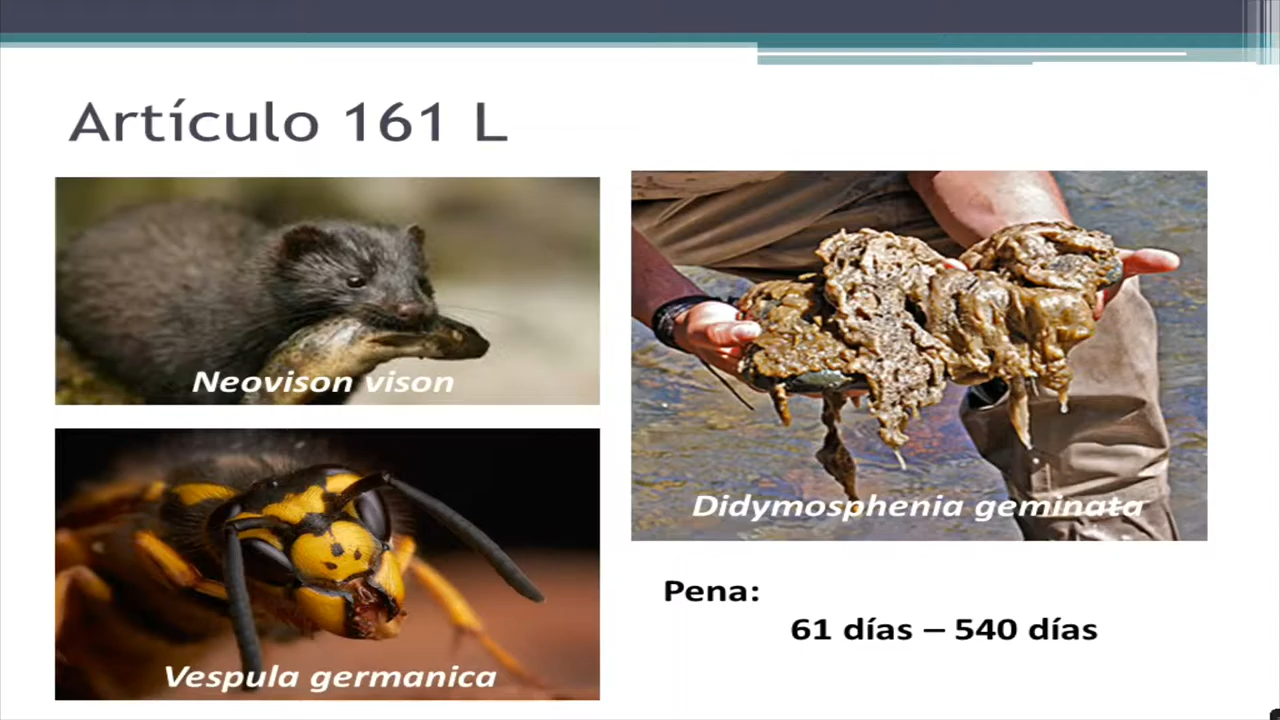 Artículo 161 L
Neovison vison
Vespula germanica
Didymosphenia geminata
Pena:
61 días – 540 días